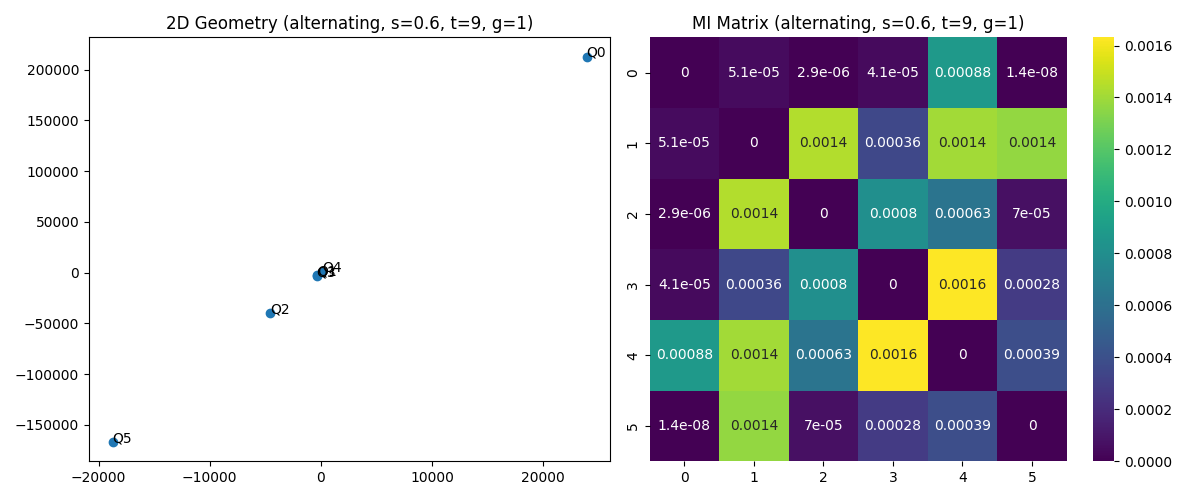 2D Geometry (alternating, s=0.6, t=9, g=1)
200000
150000
100000
50000
0
−50000
−100000
−150000
−20000 −10000 0 10000 20000
Q0
Q4
Q2
Q5
MI Matrix (alternating, s=0.6, t=9, g=1)
0 0 5.1e-05 2.9e-06 4.1e-05 0.00088 1.4e-08
1 5.1e-05 0 0.0014 0.00036 0.0014 0.0014
2 2.9e-06 0.0014 0 0.0008 0.00063 7e-05
3 4.1e-05 0.00036 0.0008 0 0.0016 0.00028
4 0.00088 0.0014 0.00063 0.0016 0 0.00039
5 1.4e-08 0.0014 7e-05 0.00028 0.00039 0
0 1 2 3 4 5
0.0016
0.0014
0.0012
0.0010
0.0008
0.0006
0.0004
0.0002
0.0000